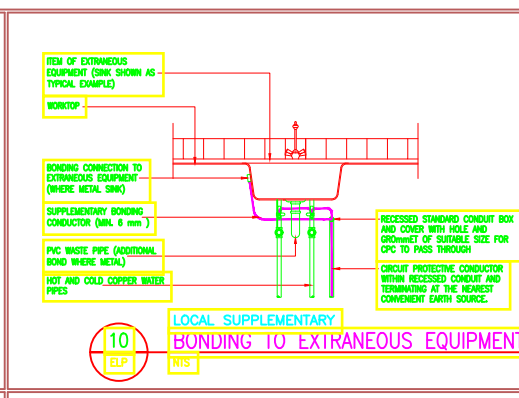 ITEM OF EXTRANEOUS
EQUIPMENT (SINK SHOWN AS
TYPICAL EXAMPLE)
WORKTOP
BONDING CONNECTION TO
EXTRANEOUS EQUIPMENT
(WHERE METAL SINK)
SUPPLEMENTARY BONDING
CONDUCTOR (MIN. 6 mm )
PVC WASTE PIPE (ADDITIONAL
BOND WHERE METAL)
HOT AND COLD COPPER WATER
PIPES
RECESSED STANDARD CONDUIT BOX
AND COVER WITH HOLE AND
GROmmET OF SUITABLE SIZE FOR
CPC TO PASS THROUGH
CIRCUIT PROTECTIVE CONDUCTOR
WITHIN RECESSED CONDUIT AND
TERMINATING AT THE NEAREST
CONVENIENT EARTH SOURCE.
LOCAL SUPPLEMENTARY
10 BONDING TO EXTRANEOUS EQUIPMENT
ELP NTS